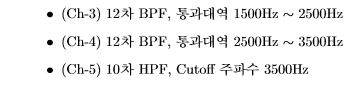 • (Ch-3) 12차 BPF, 통과대역 1500Hz ∼ 2500Hz
• (Ch-4) 12차 BPF, 통과대역 2500Hz ∼ 3500Hz
• (Ch-5) 10차 HPF, Cutoff 주파수 3500Hz